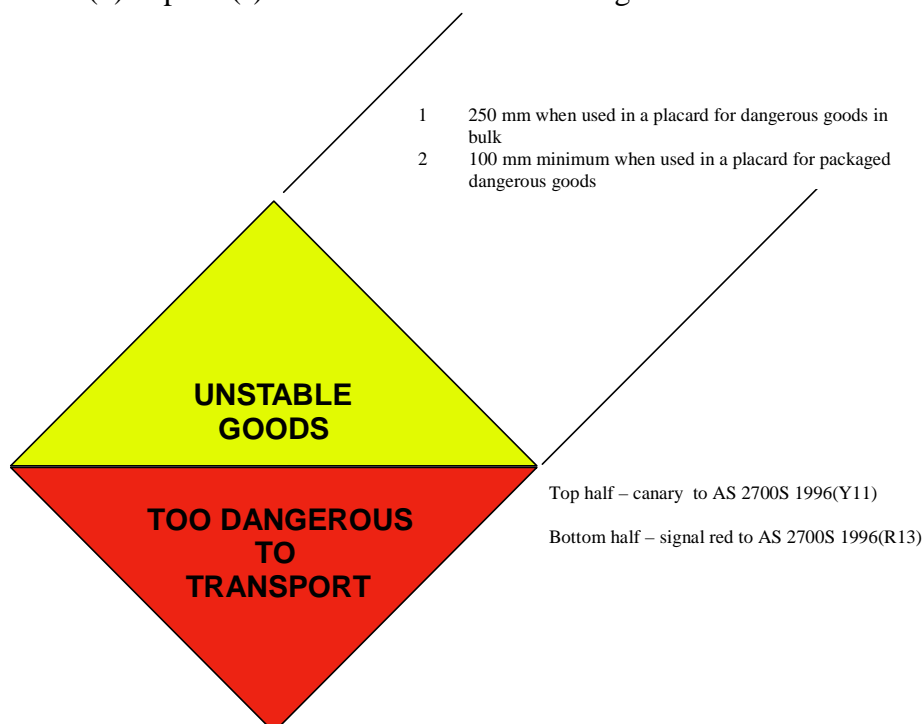 1 250 mm when used in a placard for dangerous goods in
bulk
2 100 mm minimum when used in a placard for packaged
dangerous goods
UNSTABLE
GOODS
Top half – canary to AS 2700S 1996(Y11)
TOO DANGEROUS
TO
TRANSPORT
Bottom half – signal red to AS 2700S 1996(R13)